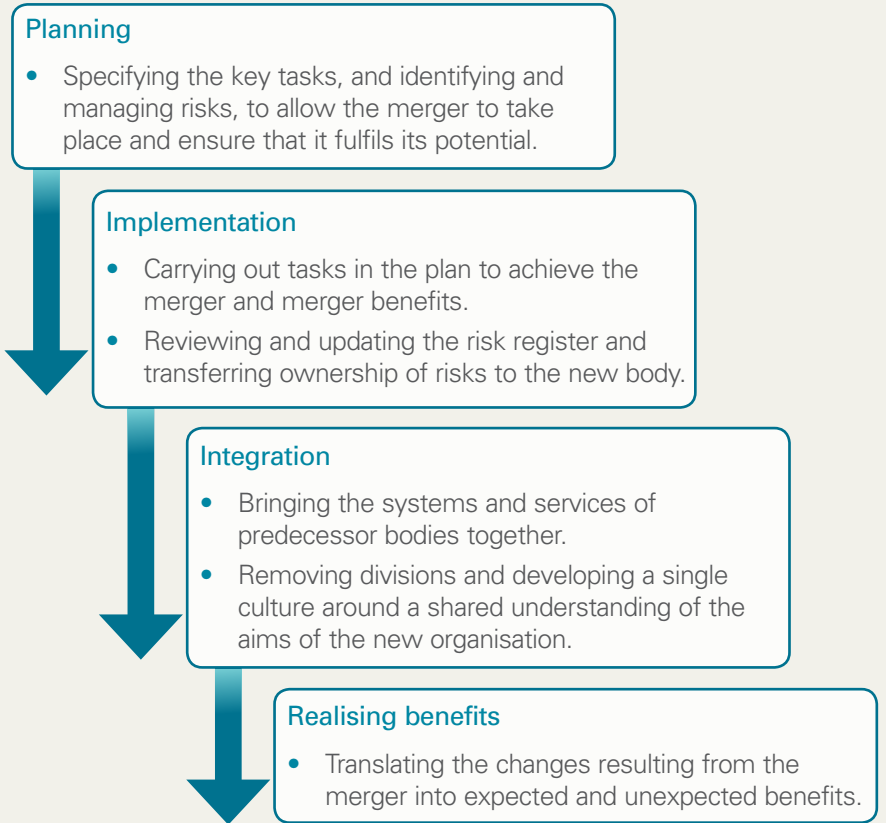 Planning
• Specifying the key tasks, and identifying and
managing risks, to allow the merger to take
place and ensure that it fulfils its potential.
Implementation
• Carrying out tasks in the plan to achieve the
merger and merger benefits.
• Reviewing and updating the risk register and
transferring ownership of risks to the new body.
Integration
• Bringing the systems and services of
predecessor bodies together.
• Removing divisions and developing a single
culture around a shared understanding of the
aims of the new organisation.
Realising benefits
• Translating the changes resulting from the
merger into expected and unexpected benefits.